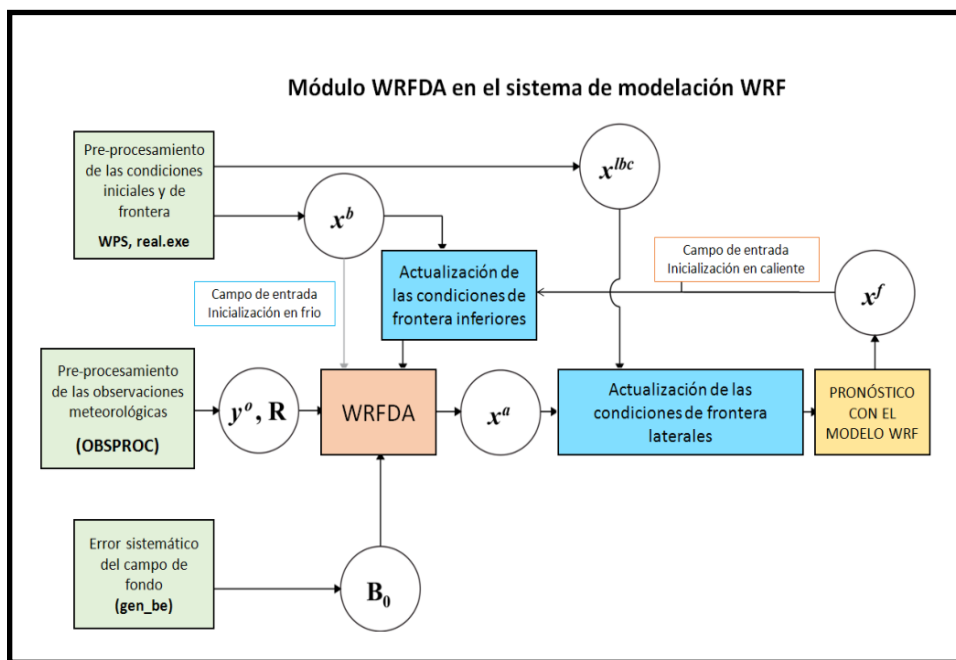 Módulo WRFDA en el sistema de modelación WRF
Pre-procesamiento
de las condiciones
iniciales y de
frontera
WPS, real.exe
x^b
x^lbc
Campo de entrada
Inicialización en frio
Actualización de
las condiciones de
frontera inferiores
Campo de entrada
Inicialización en caliente
x^f
Pre-procesamiento
de las observaciones
meteorológicas
(OBSPROC)
y^o, R
WRFDA
x^a
Actualización de las
condiciones de frontera
laterales
PRONÓSTICO
CON EL
MODELO WRF
Error sistemático
del campo de
fondo
(gen_be)
B_0